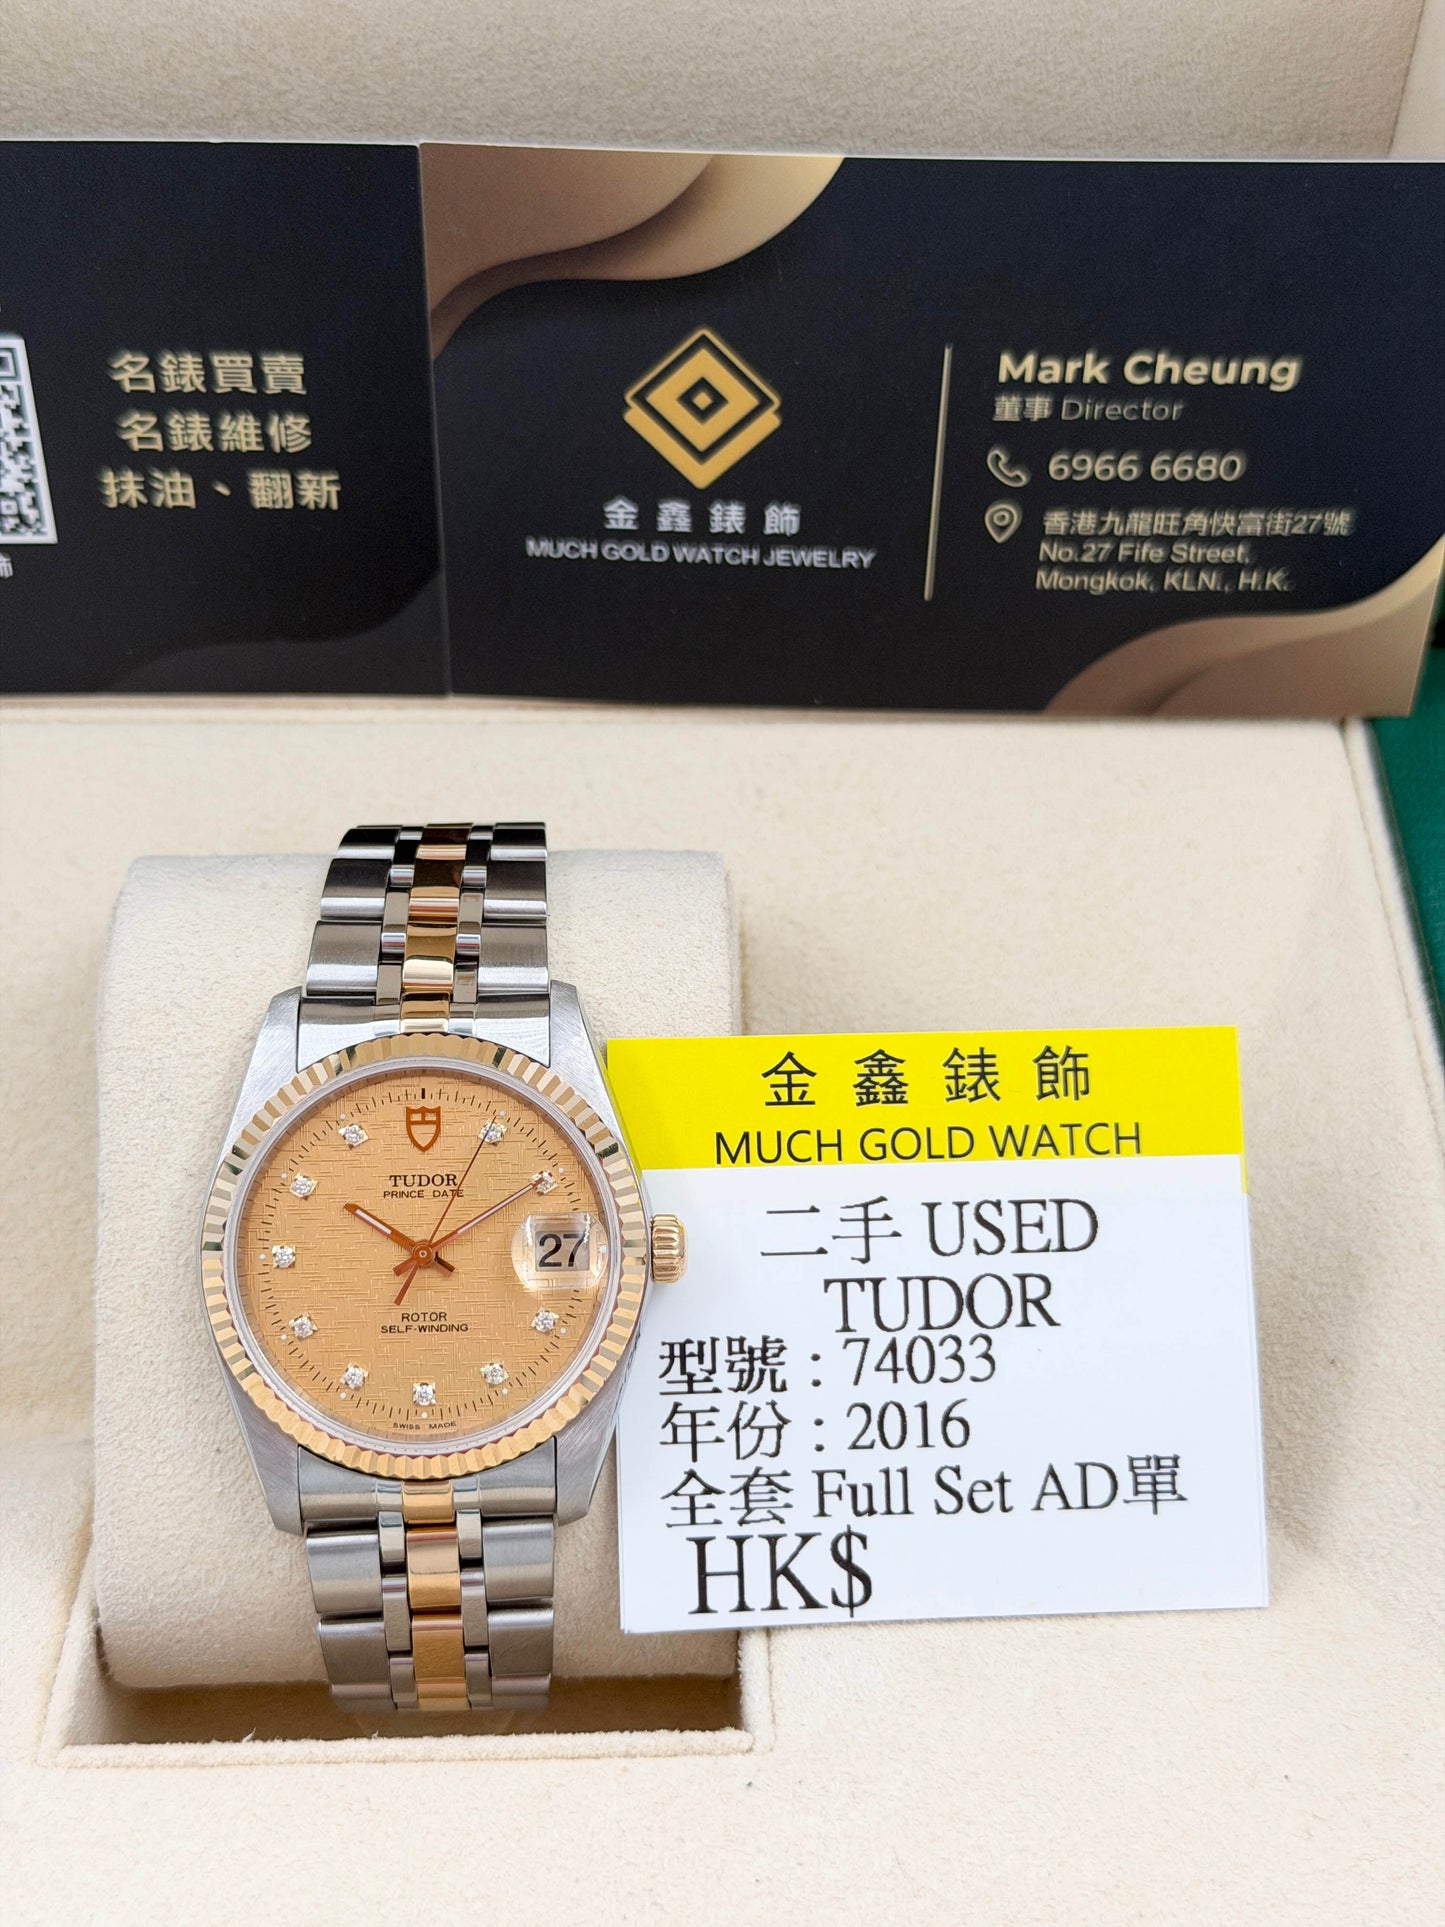 名錶買賣
名錶維修
抹油、翻新
飾
金鑫錶飾
MUCH GOLD WATCH JEWELRY
Mark Cheung
董事 Director
6966 6680
香港九龍旺角快富街27號
No.27 Fife Street,
Mongkok, KLN., H.K.
TUDOR
PRINCE DATE
27
ROTOR
SELF-WINDING
SWISS MADE
金鑫錶飾
MUCH GOLD WATCH
二手 USED
TUDOR
型號：74033
年份：2016
全套 Full Set AD單
HK$